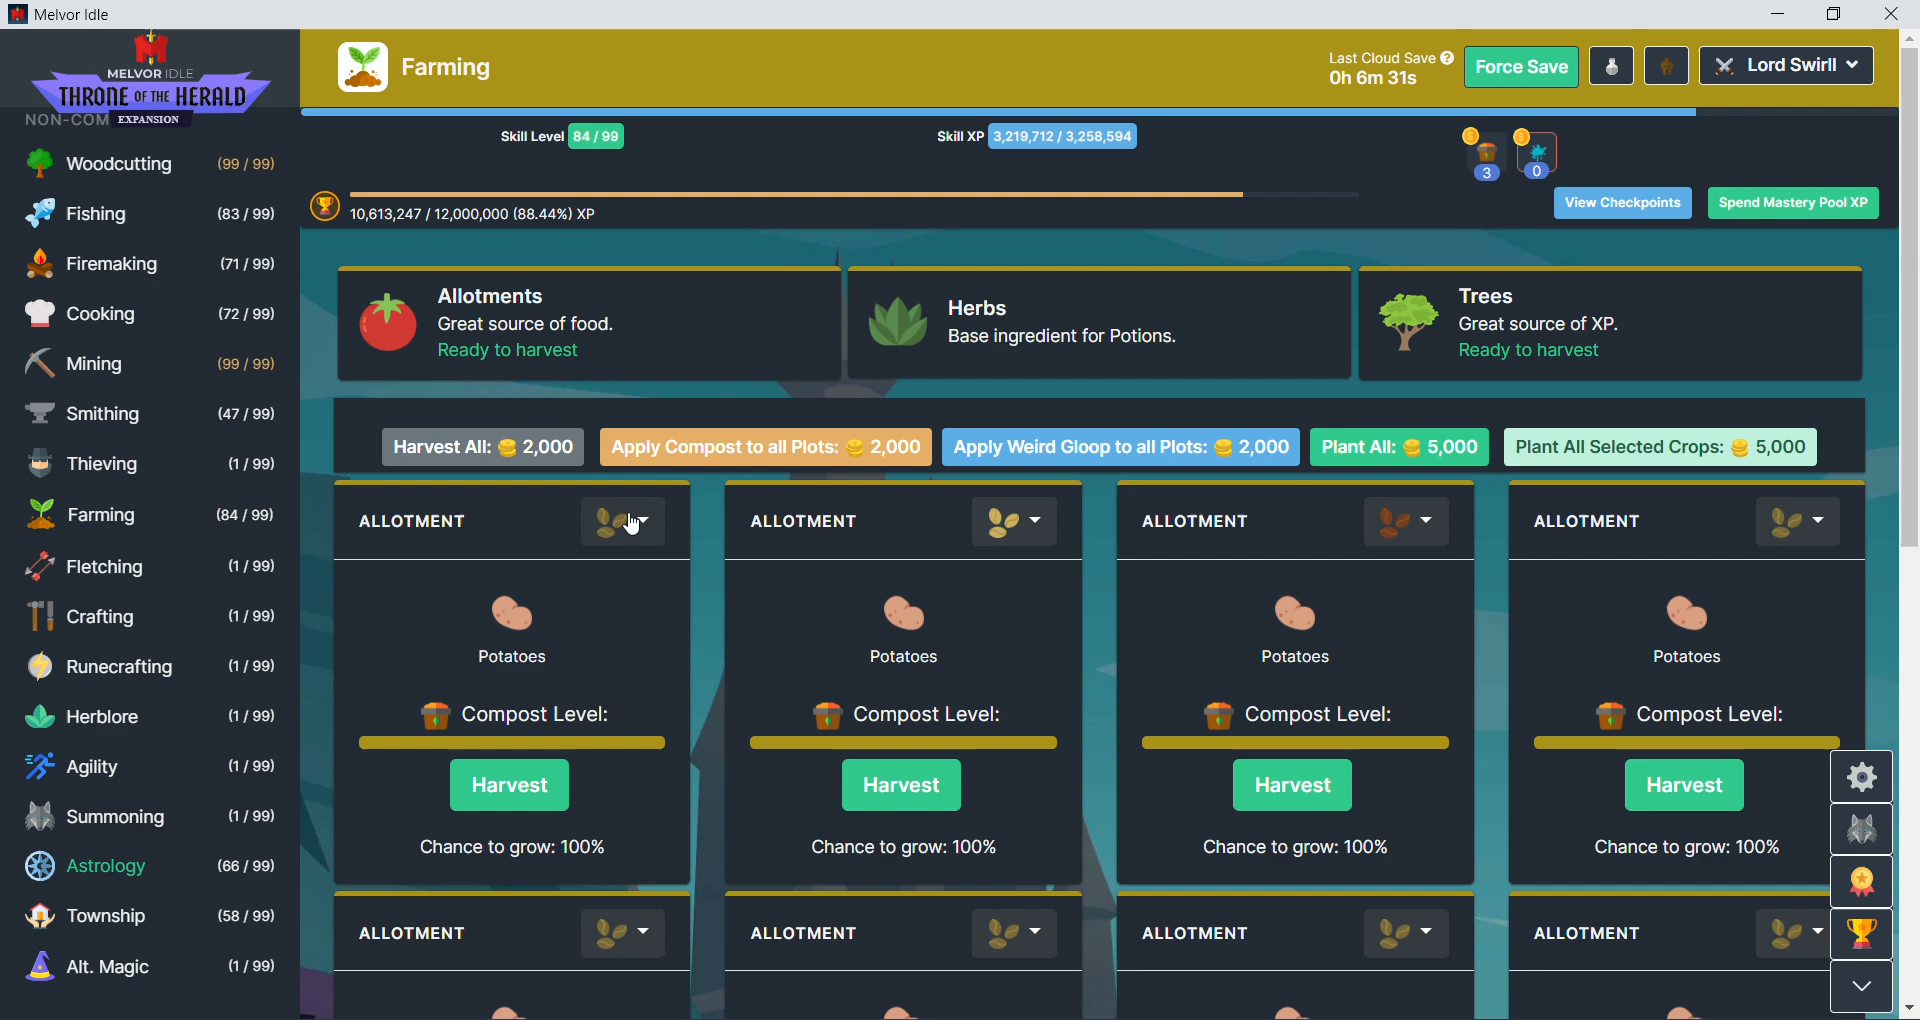 Melvor Idle
MELVOR IDLE
THRONE OF THE HERALD
EXPANSION
NON-COM
Woodcutting (99 / 99)
Fishing (83 / 99)
Firemaking (71 / 99)
Cooking (72 / 99)
Mining (99 / 99)
Smithing (47 / 99)
Thieving (1 / 99)
Farming (84 / 99)
Fletching (1 / 99)
Crafting (1 / 99)
Runecrafting (1 / 99)
Herblore (1 / 99)
Agility (1 / 99)
Summoning (1 / 99)
Astrology (66 / 99)
Township (58 / 99)
Alt. Magic (1 / 99)
Farming
Last Cloud Save ?
0h 6m 31s
Force Save
Lord Swirll
Skill Level 84 / 99
Skill XP 3,219,712 / 3,258,594
3
0
10,613,247 / 12,000,000 (88.44%) XP
View Checkpoints
Spend Mastery Pool XP
Allotments
Great source of food.
Ready to harvest
Herbs
Base ingredient for Potions.
Trees
Great source of XP.
Ready to harvest
Harvest All: 2,000
Apply Compost to all Plots: 2,000
Apply Weird Gloop to all Plots: 2,000
Plant All: 5,000
Plant All Selected Crops: 5,000
ALLOTMENT
Potatoes
Compost Level:
Harvest
Chance to grow: 100%
ALLOTMENT
Potatoes
Compost Level:
Harvest
Chance to grow: 100%
ALLOTMENT
Potatoes
Compost Level:
Harvest
Chance to grow: 100%
ALLOTMENT
Potatoes
Compost Level:
Harvest
Chance to grow: 100%
ALLOTMENT
ALLOTMENT
ALLOTMENT
ALLOTMENT